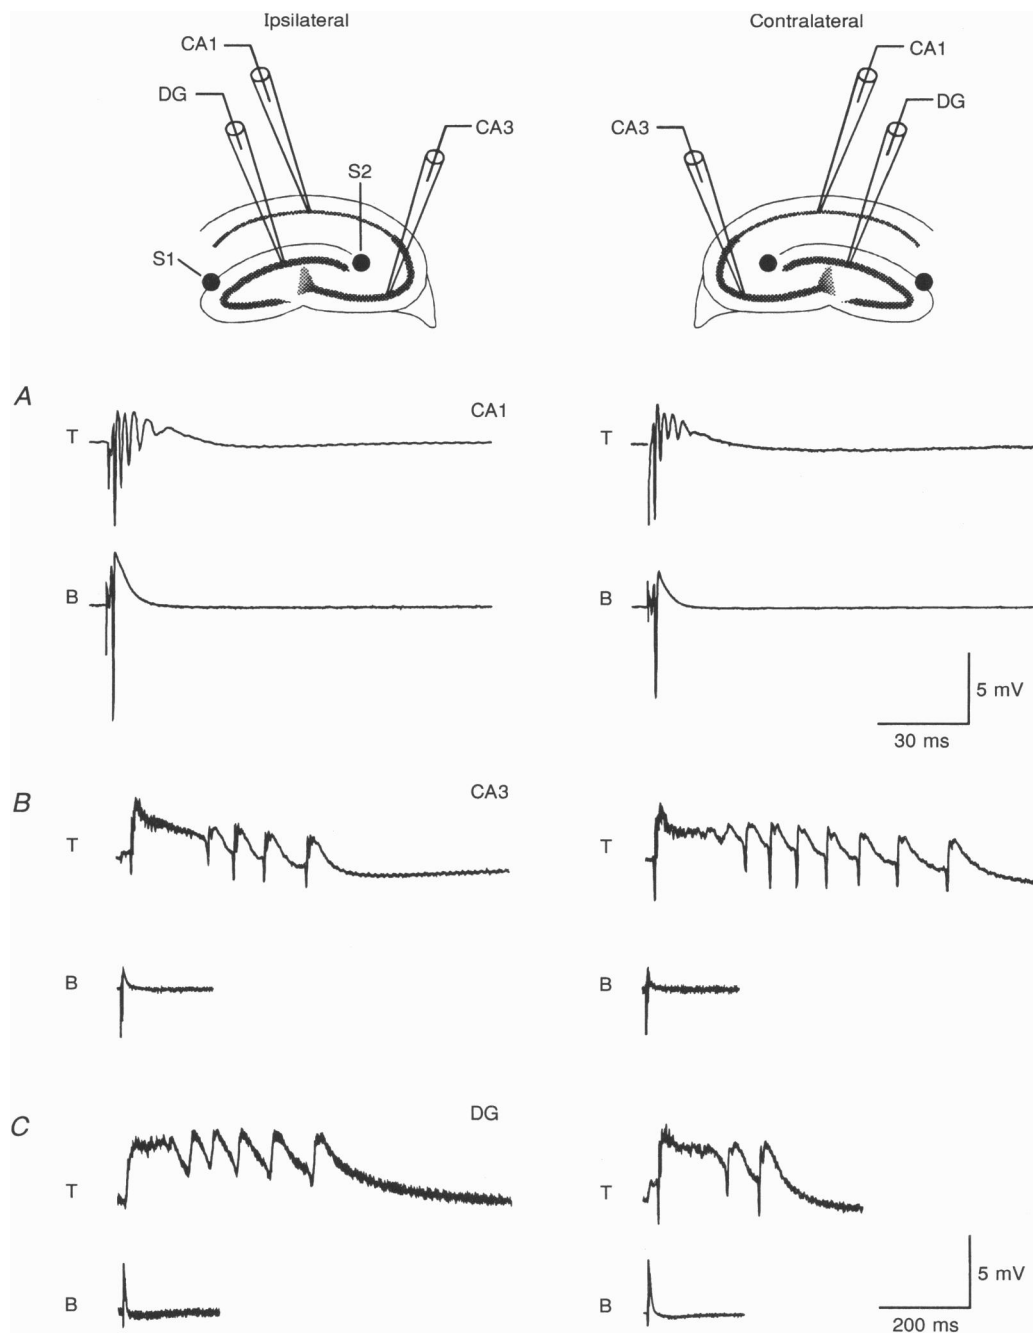 Ipsilateral
Contralateral
CA1
CA1
DG
DG
CA3
CA3
S2
S1
A
CA1
T
T
B
B
5 mV
30 ms
B
CA3
T
T
B
B
C
DG
T
T
B
B
5 mV
200 ms